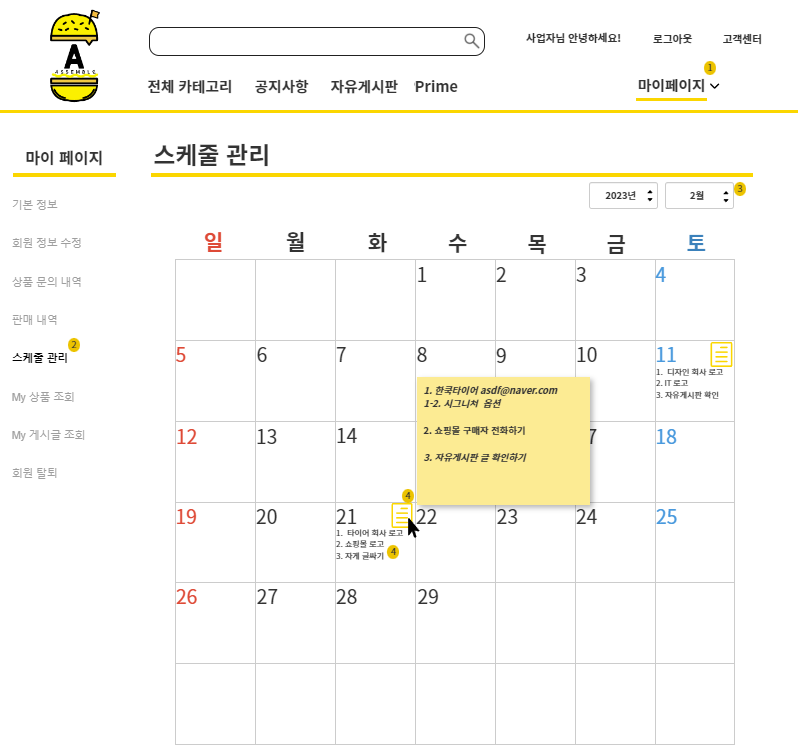 사업자님 안녕하세요!
로그아웃
고객센터
A
ASSEMBLE
전체 카테고리
공지사항
자유게시판
Prime
마이페이지
1
마이 페이지
스케줄 관리
2023년
2월
3
기본 정보
회원 정보 수정
상품 문의 내역
판매 내역
스케줄 관리
2
My 상품 조회
My 게시글 조회
회원 탈퇴
일 월 화 수 목 금 토
1 2 3 4
5 6 7 8 9 10 11
1. 디자인 회사 로고
2. IT 로고
3. 자유게시판 확인
1. 한국타이어 asdf@naver.com
1-2. 시그니처 옵션
2. 쇼핑몰 구매자 전화하기
3. 자유게시판 글 확인하기
12 13 14 7 18
4
19 20 21 22 23 24 25
1. 타이어 회사 로고
2. 쇼핑몰 로고
3. 자게 글싸기
4
26 27 28 29